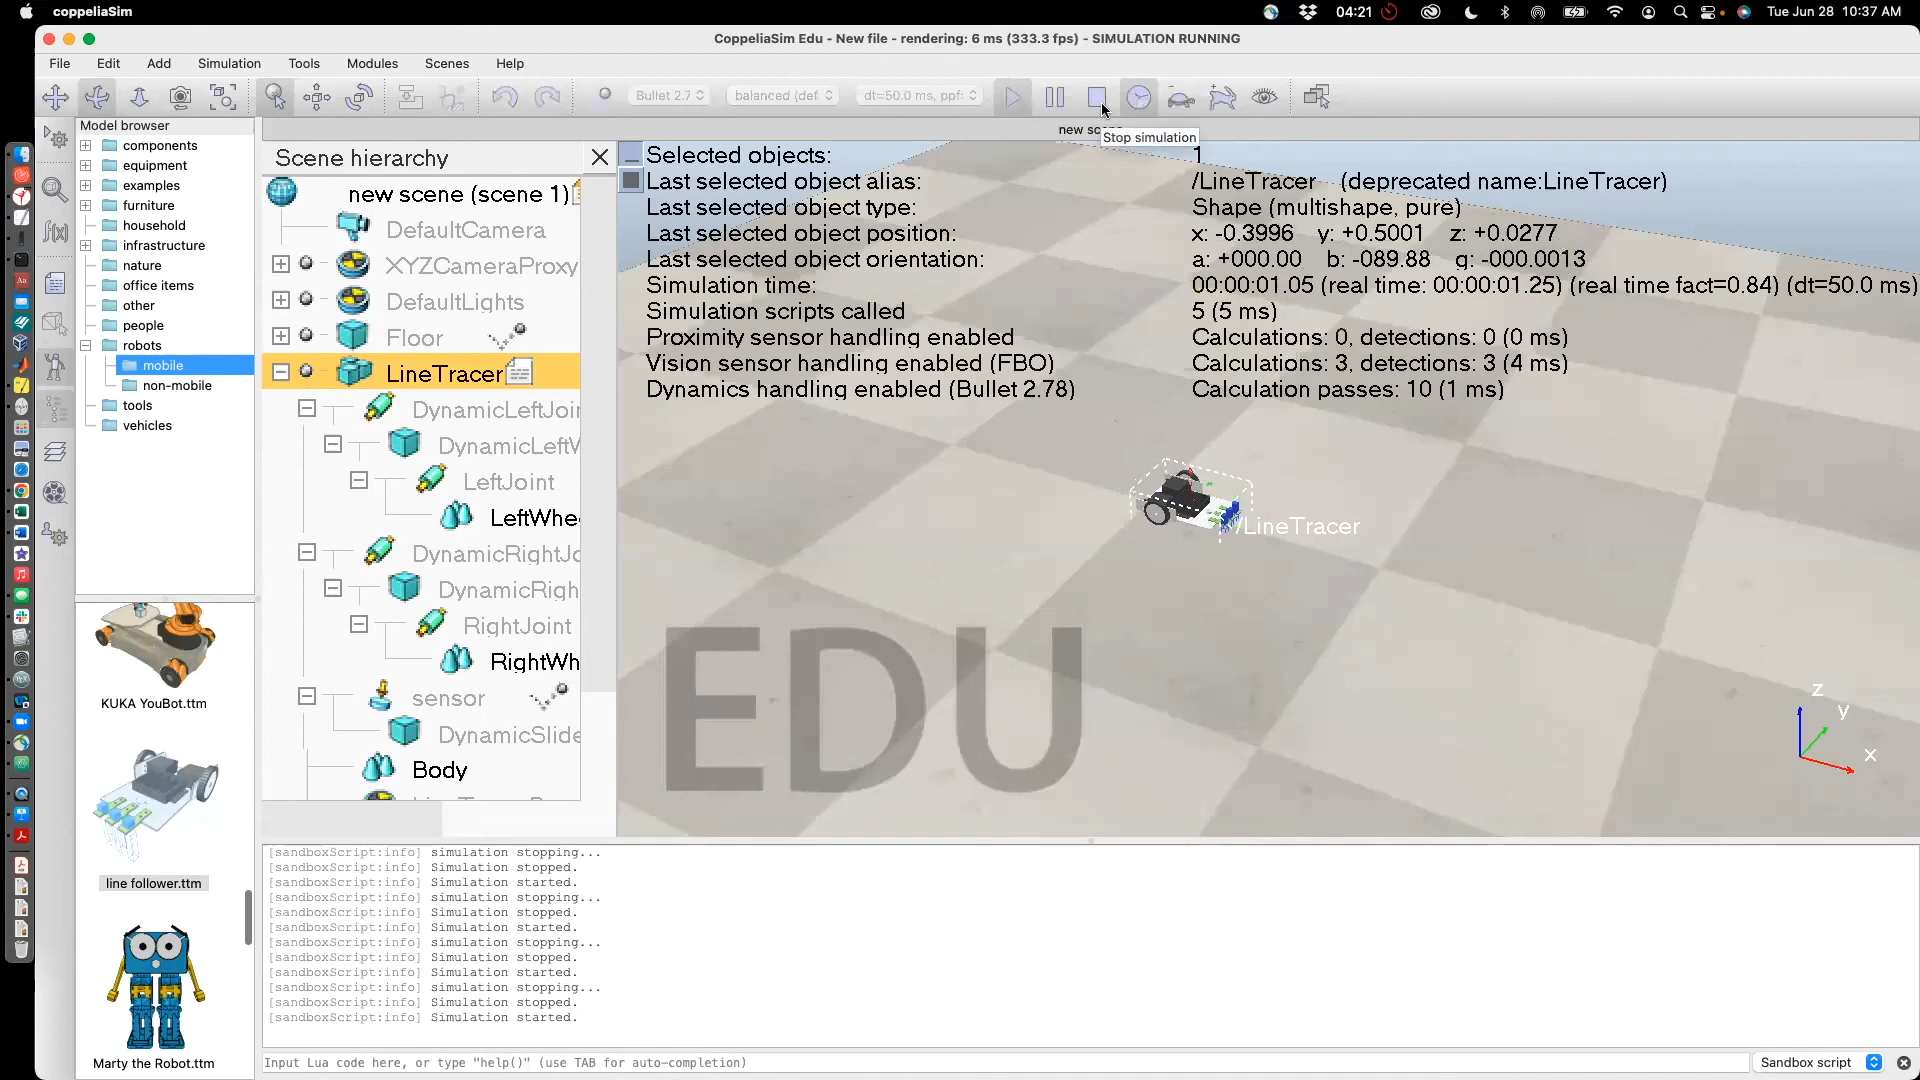 coppeliaSim
04:21
Tue Jun 28 10:37 AM
CoppeliaSim Edu - New file - rendering: 6 ms (333.3 fps) - SIMULATION RUNNING
File Edit Add Simulation Tools Modules Scenes Help
Bullet 2.7 balanced (def dt=50.0 ms, ppf:
Model browser
components
equipment
examples
furniture
household
infrastructure
nature
office items
other
people
robots
mobile
non-mobile
tools
vehicles
KUKA YouBot.ttm
line follower.ttm
Marty the Robot.ttm
new sc
Stop simulation
Scene hierarchy
new scene (scene 1)
DefaultCamera
XYZCameraProxy
DefaultLights
Floor
LineTracer
DynamicLeftJoin
DynamicLeftW
LeftJoint
LeftWhe
DynamicRightJo
DynamicRigh
RightJoint
RightWh
sensor
DynamicSlide
Body
Selected objects: 1
Last selected object alias: /LineTracer (deprecated name:LineTracer)
Last selected object type: Shape (multishape, pure)
Last selected object position: x: -0.3996 y: +0.5001 z: +0.0277
Last selected object orientation: a: +000.00 b: -089.88 g: -000.0013
Simulation time: 00:00:01.05 (real time: 00:00:01.25) (real time fact=0.84) (dt=50.0 ms)
Simulation scripts called 5 (5 ms)
Proximity sensor handling enabled Calculations: 0, detections: 0 (0 ms)
Vision sensor handling enabled (FBO) Calculations: 3, detections: 3 (4 ms)
Dynamics handling enabled (Bullet 2.78) Calculation passes: 10 (1 ms)
/LineTracer
EDU
z
y
x
[sandboxScript:info] simulation stopping...
[sandboxScript:info] Simulation stopped.
[sandboxScript:info] Simulation started.
[sandboxScript:info] simulation stopping...
[sandboxScript:info] Simulation stopped.
[sandboxScript:info] Simulation started.
[sandboxScript:info] simulation stopping...
[sandboxScript:info] Simulation stopped.
[sandboxScript:info] Simulation started.
[sandboxScript:info] simulation stopping...
[sandboxScript:info] Simulation stopped.
[sandboxScript:info] Simulation started.
Input Lua code here, or type "help()" (use TAB for auto-completion)
Sandbox script